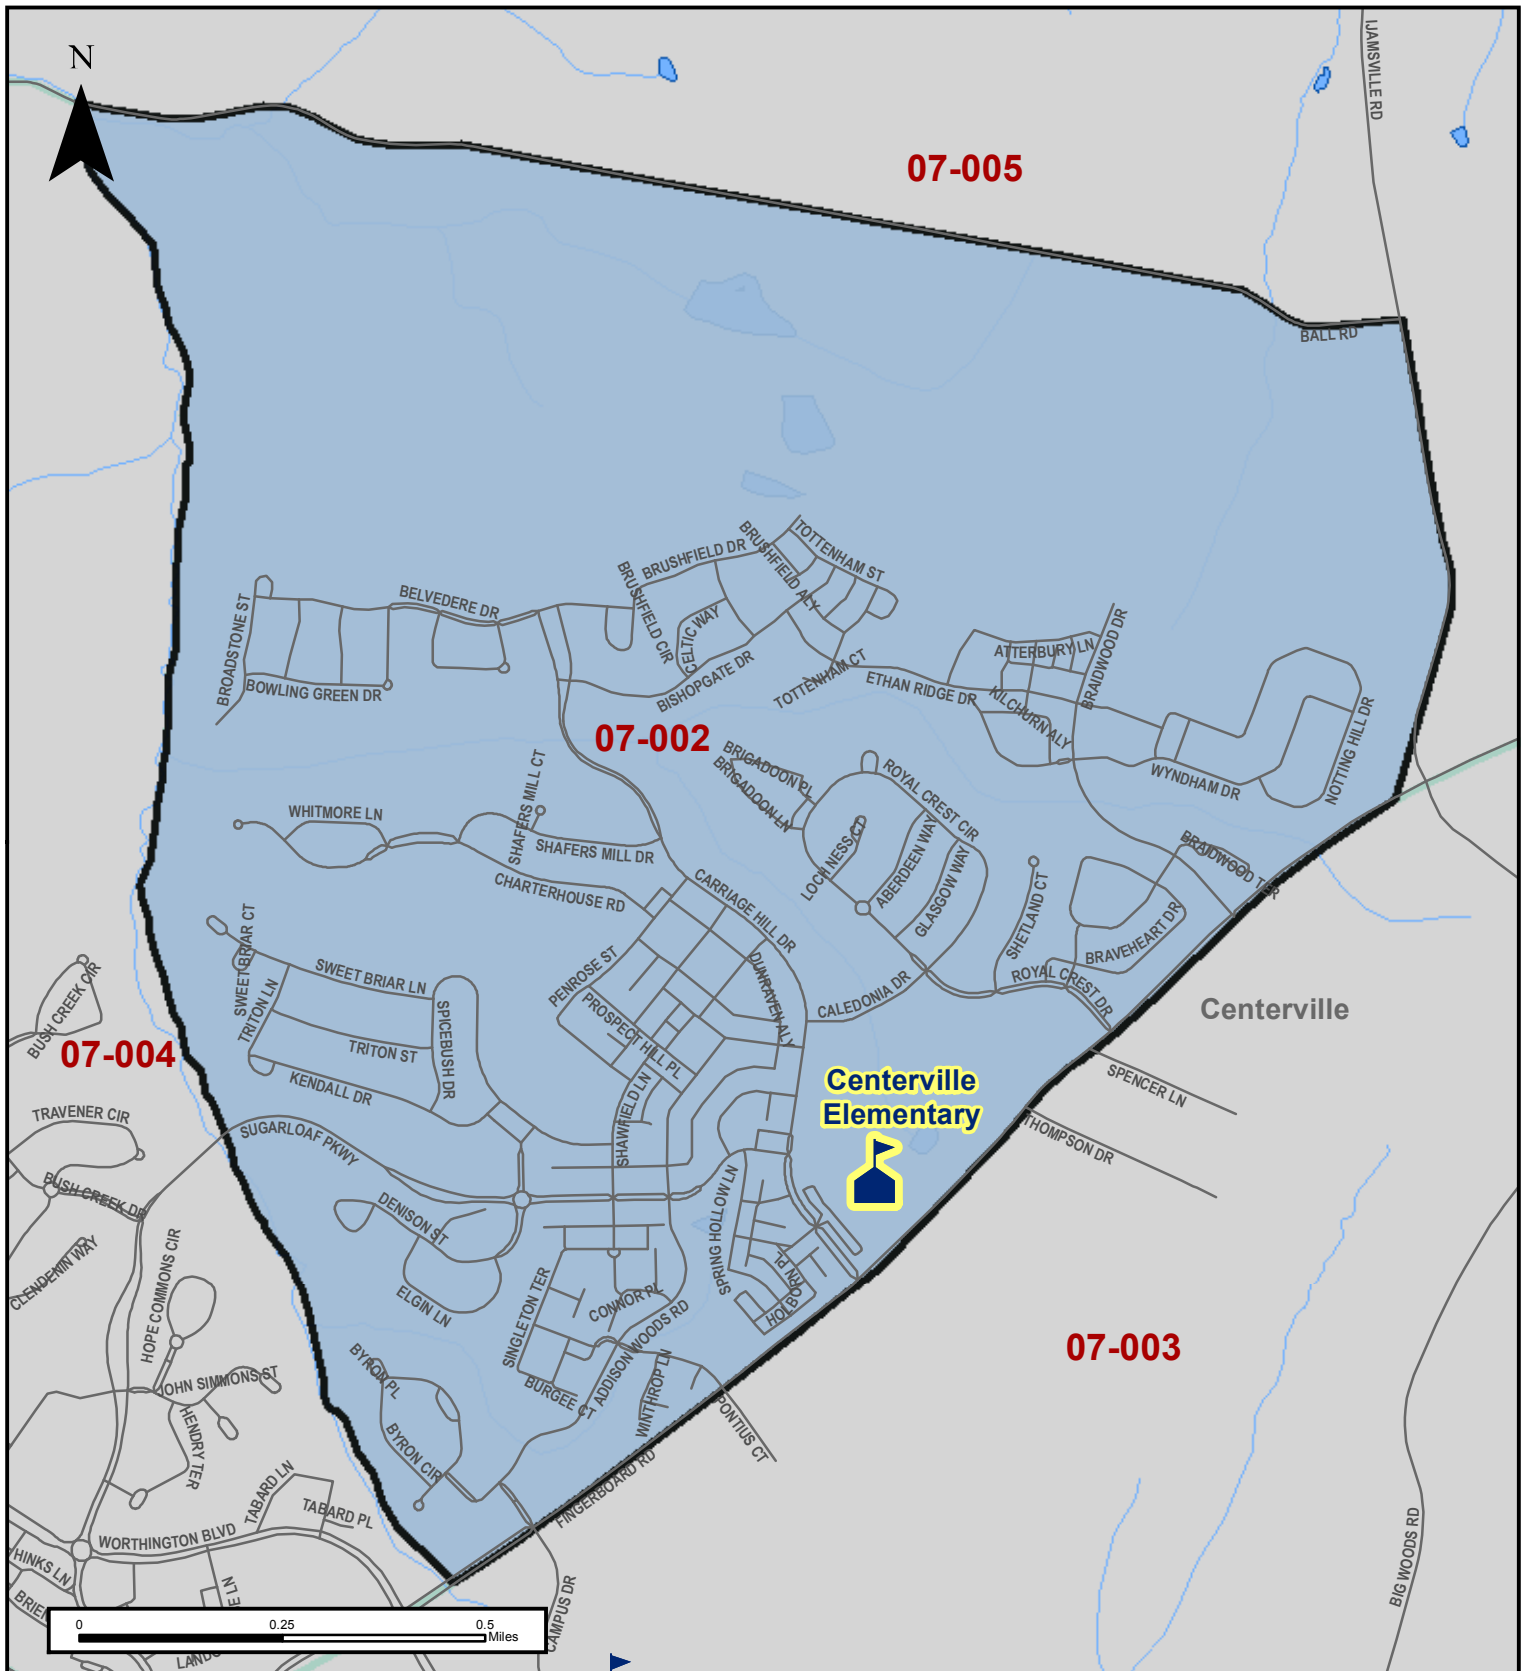 N
IJAMSVILLE RD
07-005
BALL RD
TOTTENHAM ST
BRUSHFIELD DR
BRUSHFIELD ALY
BRUSHFIELD CIR
BELVEDERE DR
BROADSTONE ST
BOWLING GREEN DR
CELTIC WAY
BISHOPGATE DR
TOTTENHAM CT
ETHAN RIDGE DR
ATTERBURY LN
BRAIDWOOD DR
KILCHURN ALY
07-002
NOTTING HILL DR
WYNDHAM DR
BRIGADOON PL
BRIGADOON LN
ROYAL CREST CIR
SHAFERS MILL CT
WHITMORE LN
SHAFERS MILL DR
LOCH NESS CT
ABERDEEN WAY
GLASGOW WAY
BRAIDWOOD TER
CHARTERHOUSE RD
CARRIAGE HILL DR
SHETLAND CT
BRAVEHEART DR
SWEET BRIAR CT
SWEET BRIAR LN
PENROSE ST
DUNRAVEN ALY
CALEDONIA DR
ROYAL CREST DR
Centerville
BUSH CREEK CIR
TRITON LN
SPICEBUSH DR
PROSPECT HILL PL
07-004
TRITON ST
KENDALL DR
Centerville
Elementary
SPENCER LN
TRAVENER CIR
SUGARLOAF PKWY
SHAWFIELD LN
THOMPSON DR
BUSH CREEK DR
DENISON ST
SPRING HOLLOW LN
CLENDENIN WAY
HOPE COMMONS CIR
ELGIN LN
SINGLETON TER
CONNOR PL
HOLBORN PL
07-003
ADDISON WOODS RD
BYRON PL
JOHN SIMMONS ST
BURGEE CT
WINTHROP LN
PONTIUS CT
HENDRY TER
BYRON CIR
FINGERBOARD RD
TABARD LN
TABARD PL
WORTHINGTON BLVD
BIG WOODS RD
HINKS LN
BRIEN
E LN
CAMPUS DR
0 0.25 0.5
Miles